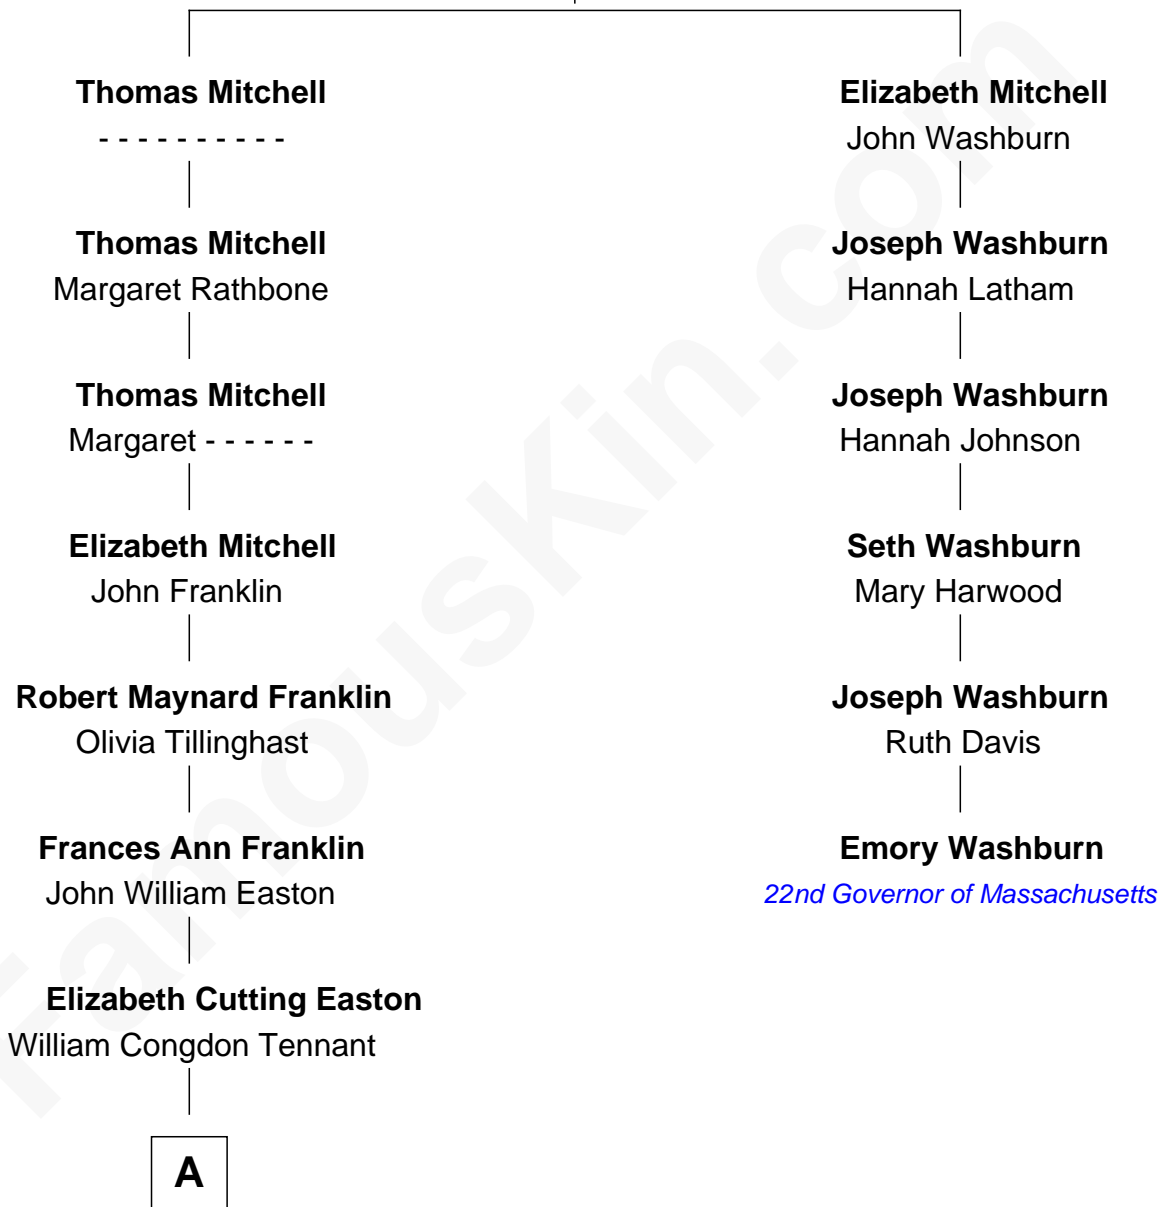 Thomas Mitchell
- - - - - - - - - -
Thomas Mitchell
Margaret Rathbone
Thomas Mitchell
Margaret - - - - - -
Elizabeth Mitchell
John Franklin
Robert Maynard Franklin
Olivia Tillinghast
Frances Ann Franklin
John William Easton
Elizabeth Cutting Easton
William Congdon Tennant
A
Elizabeth Mitchell
John Washburn
Joseph Washburn
Hannah Latham
Joseph Washburn
Hannah Johnson
Seth Washburn
Mary Harwood
Joseph Washburn
Ruth Davis
Emory Washburn
22nd Governor of Massachusetts
FamousKin.com